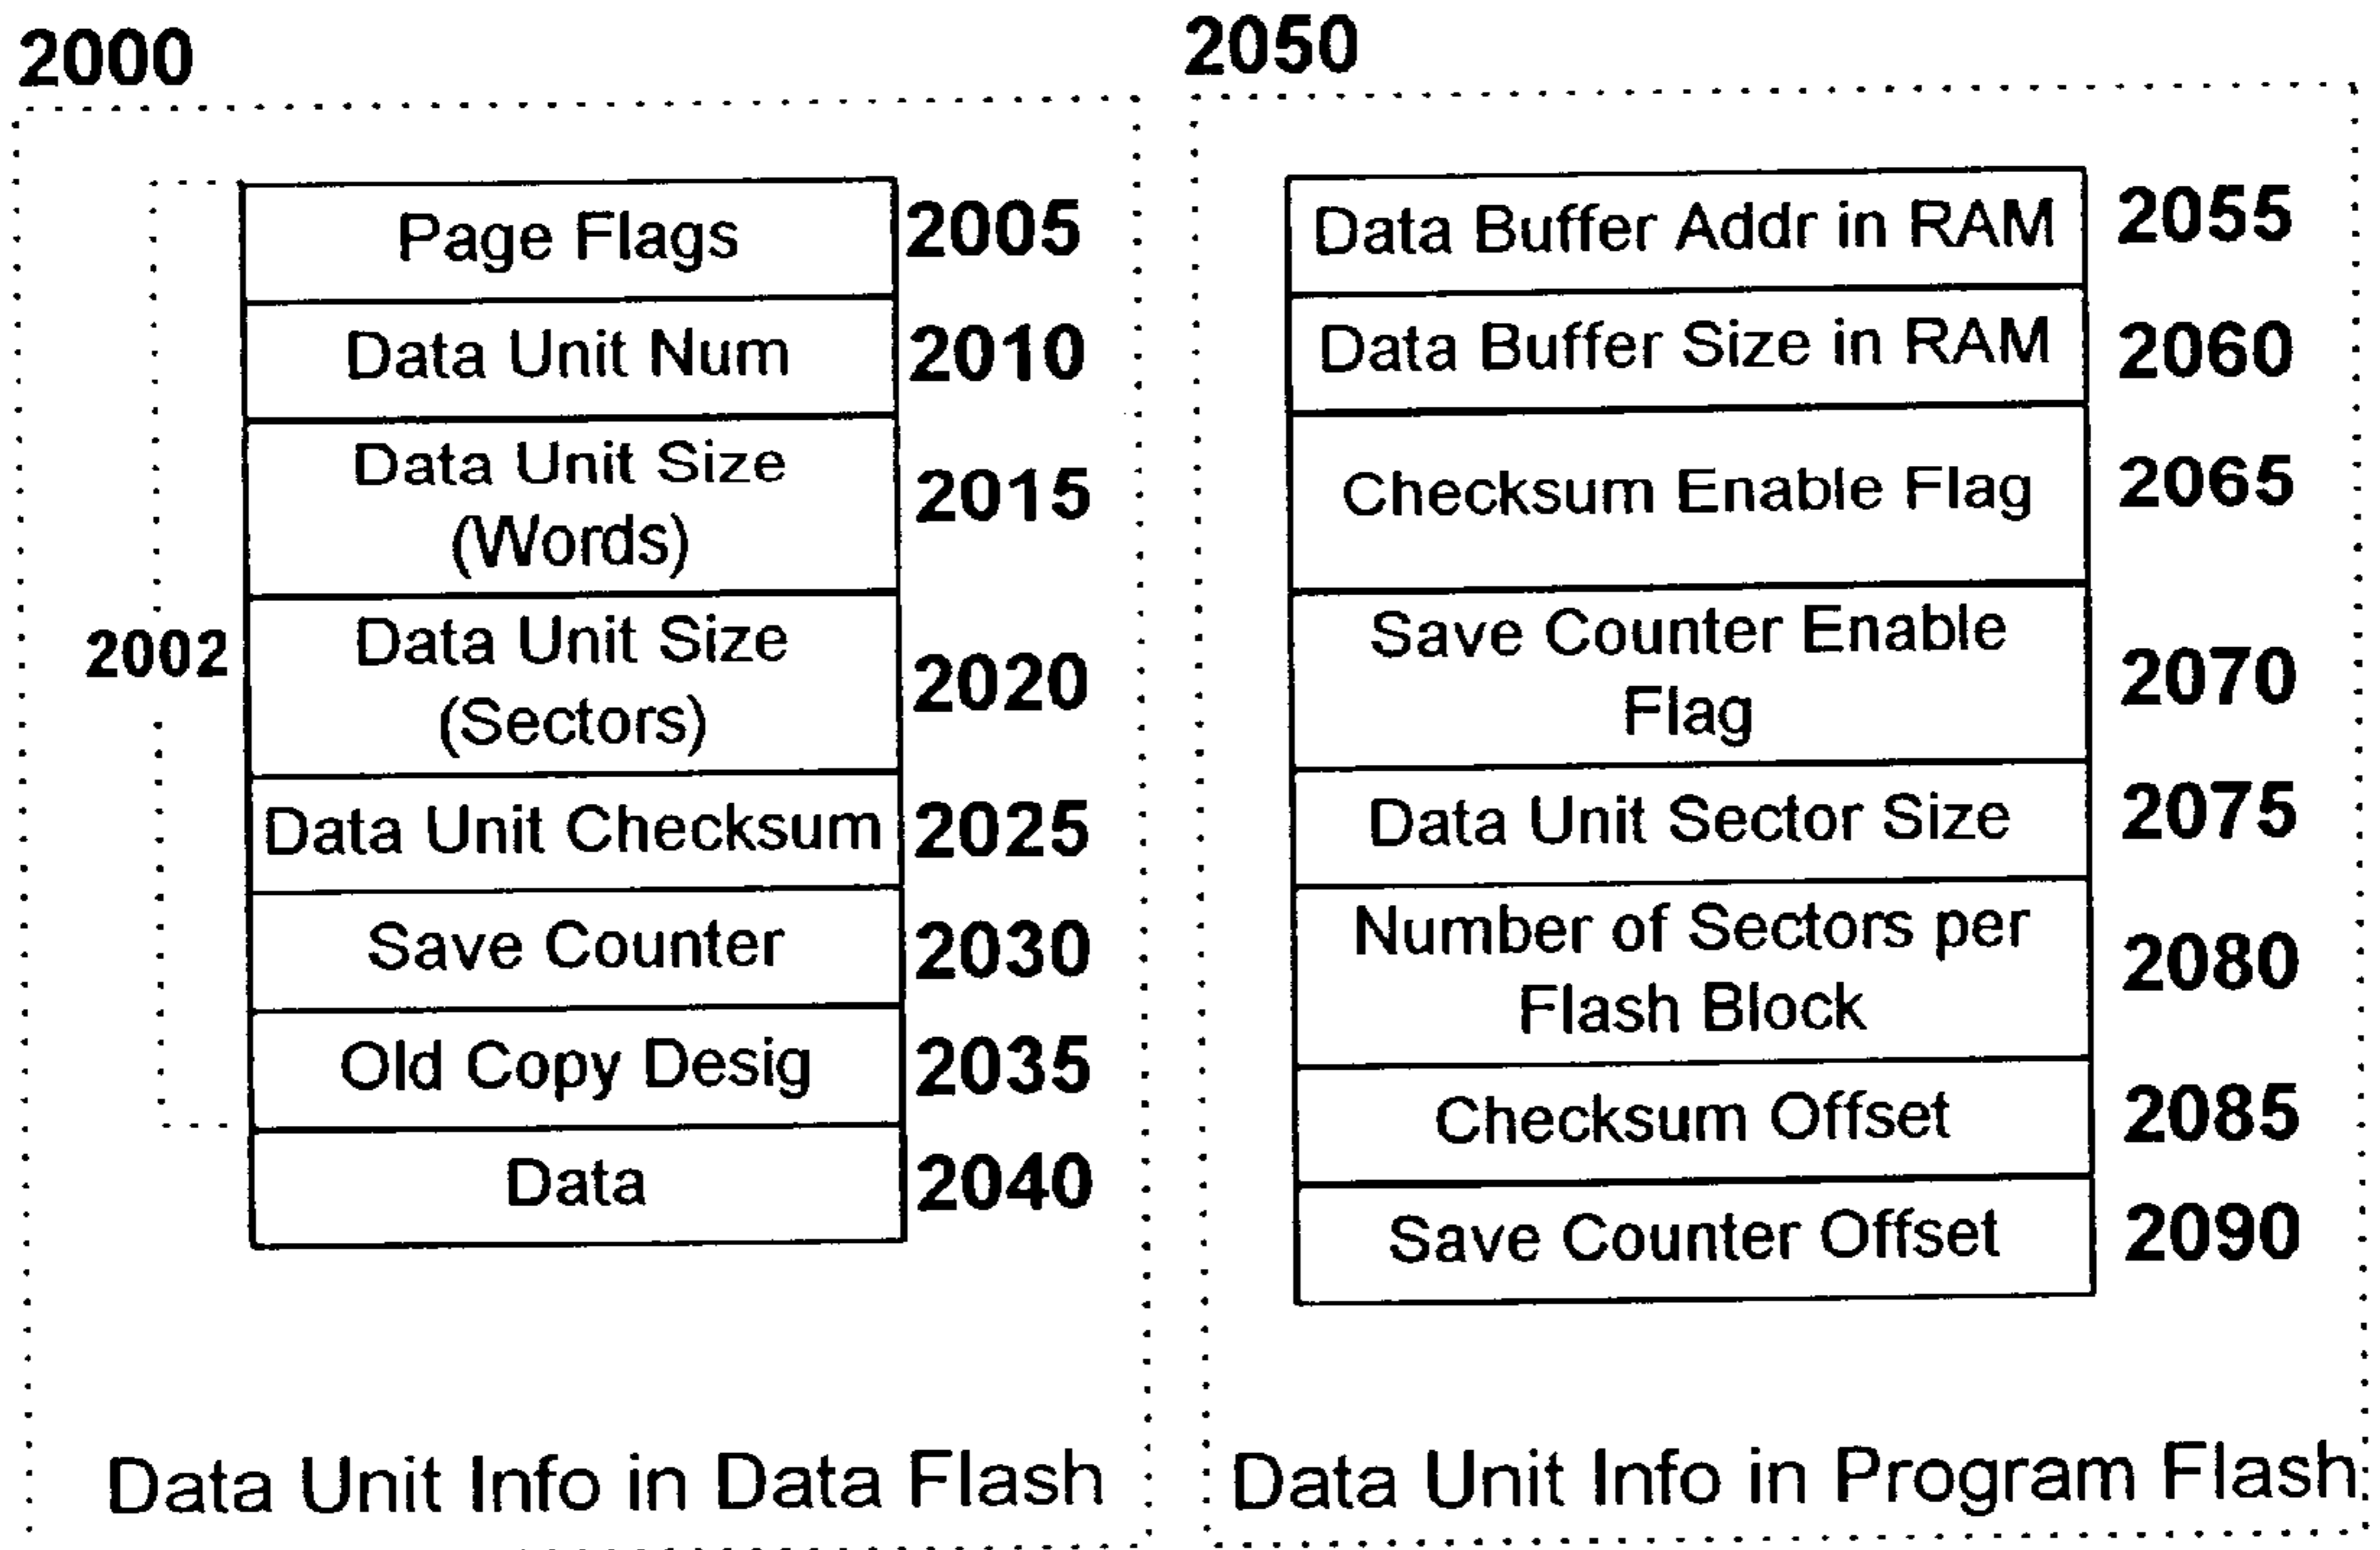 2000
Page Flags 2005
Data Unit Num 2010
Data Unit Size
(Words)
2015
2002
Data Unit Size
(Sectors)
2020
Data Unit Checksum 2025
Save Counter 2030
Old Copy Desig 2035
Data 2040
Data Unit Info in Data Flash
2050
Data Buffer Addr in RAM 2055
Data Buffer Size in RAM 2060
Checksum Enable Flag 2065
Save Counter Enable
Flag
2070
Data Unit Sector Size 2075
Number of Sectors per
Flash Block
2080
Checksum Offset 2085
Save Counter Offset 2090
Data Unit Info in Program Flash